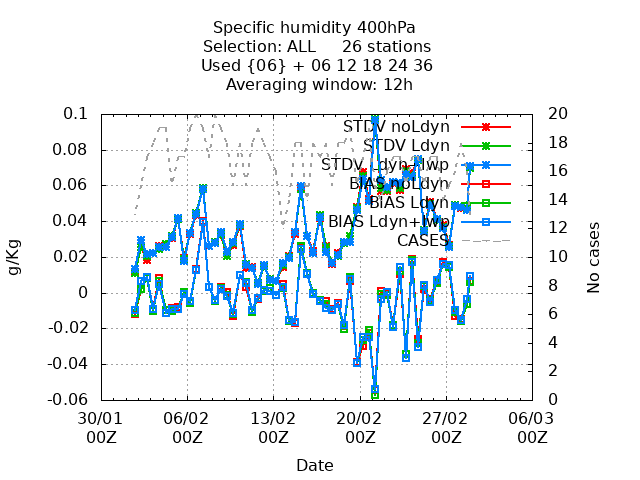 Specific humidity 400hPa
Selection: ALL 26 stations
Used {06} + 06 12 18 24 36
Averaging window: 12h
0.1
0.08
0.06
0.04
0.02
0
-0.02
-0.04
-0.06
g/Kg
20
18
16
14
12
10
8
6
4
2
0
No cases
STDV noLdyn
STDV Ldyn
STDV Ldyn+lwp
BIAS noLdyn
BIAS Ldyn
BIAS Ldyn+lwp
CASES
30/01 06/02 13/02 20/02 27/02 06/03
00Z 00Z 00Z 00Z 00Z 00Z
Date